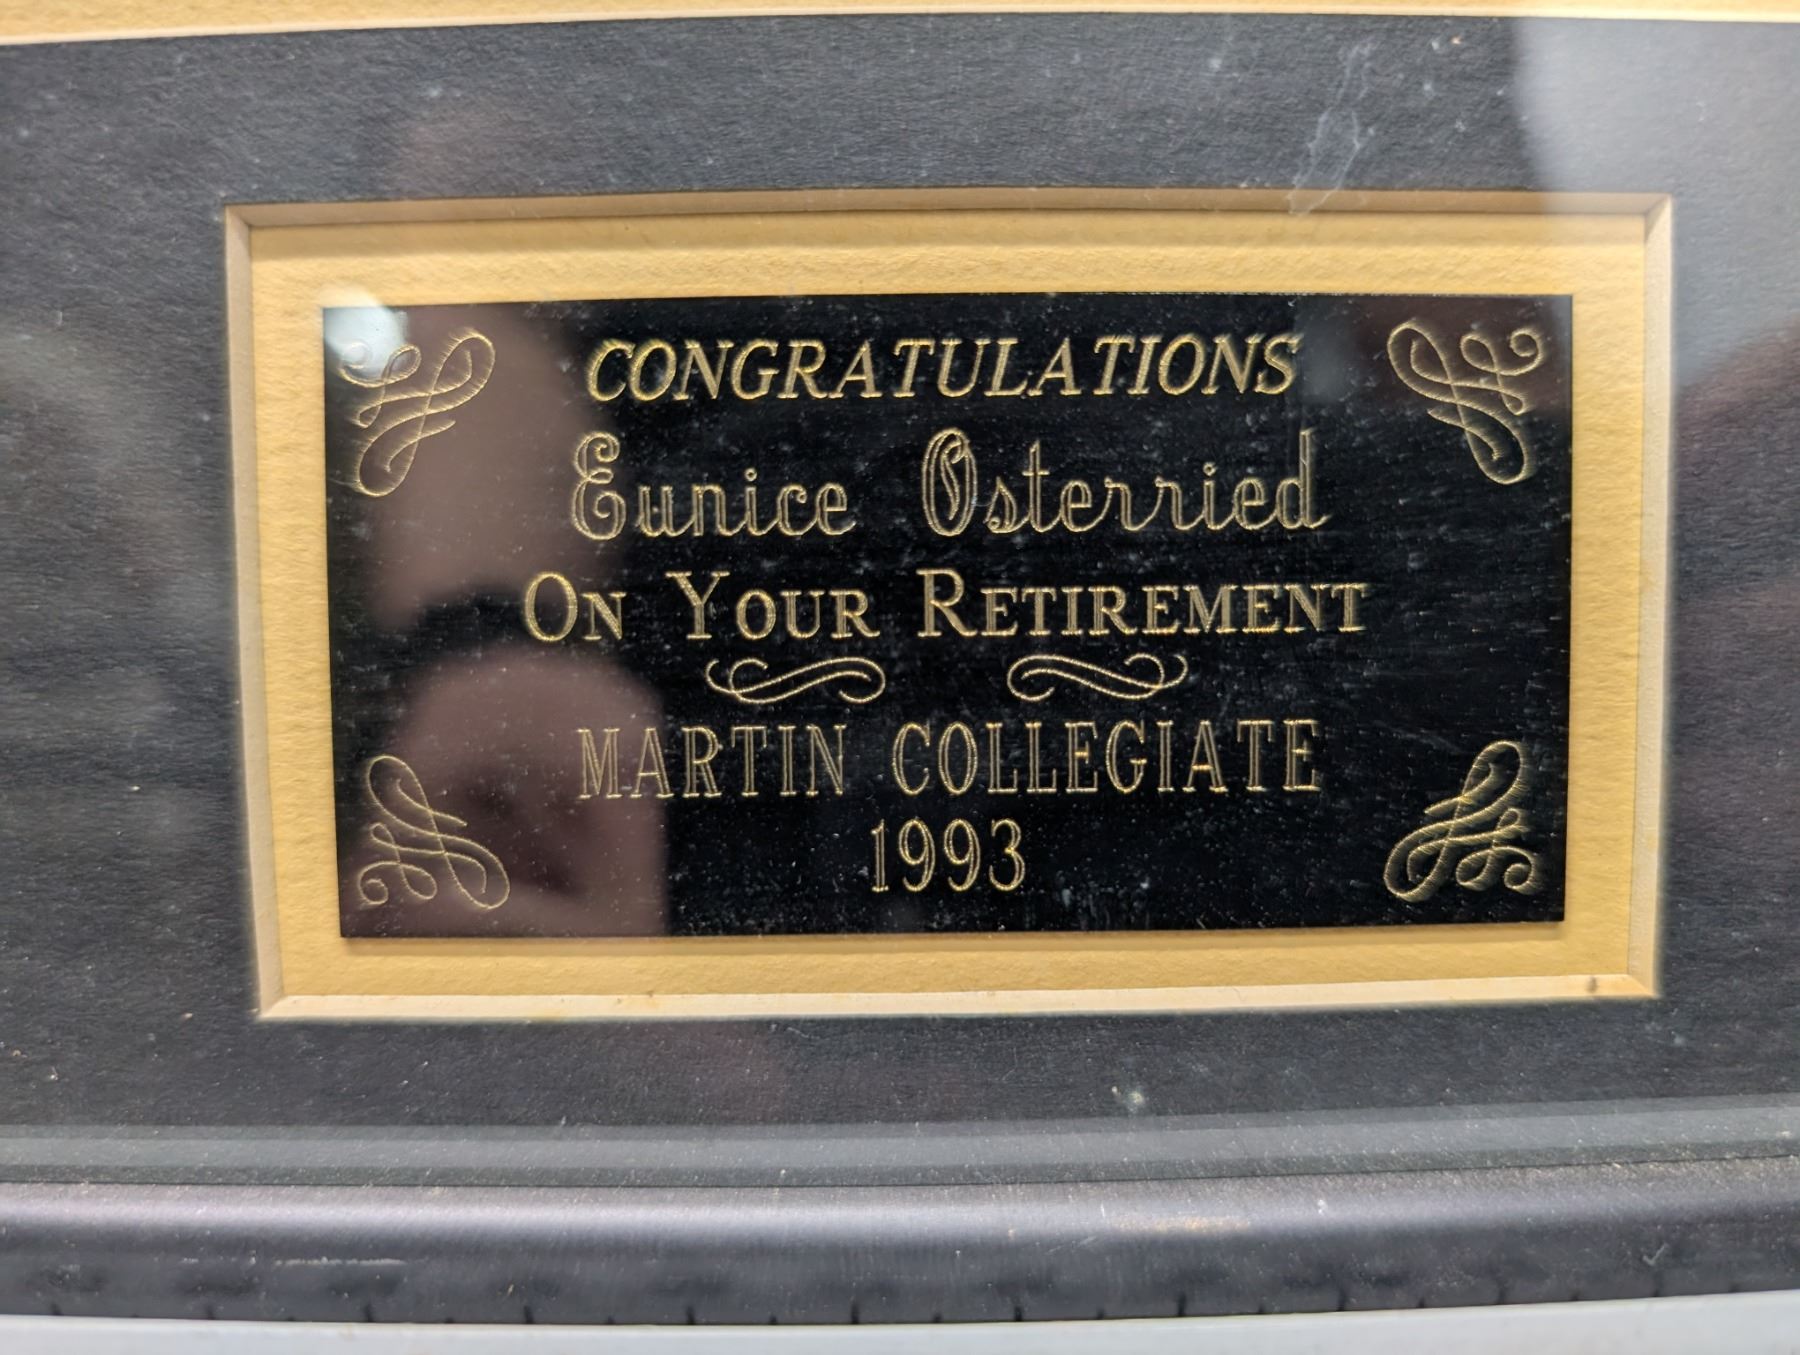 CONGRATULATIONS
Eunice Osterried
ON YOUR RETIREMENT
MARTIN COLLEGIATE
1993